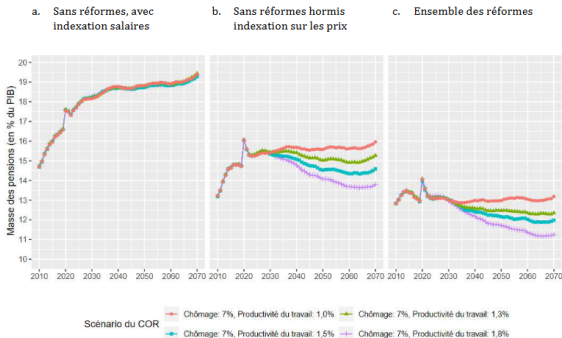 a. Sans réformes, avec indexation salaires
b. Sans réformes hormis indexation sur les prix
c. Ensemble des réformes
Masse des pensions (en % du PIB)
20
19
18
17
16
15
14
13
12
11
10
2010 2020 2030 2040 2050 2060 2070
2010 2020 2030 2040 2050 2060 2070
2010 2020 2030 2040 2050 2060 2070
Scénario du COR
Chômage: 7%, Productivité du travail: 1,0%
Chômage: 7%, Productivité du travail: 1,3%
Chômage: 7%, Productivité du travail: 1,5%
Chômage: 7%, Productivité du travail: 1,8%